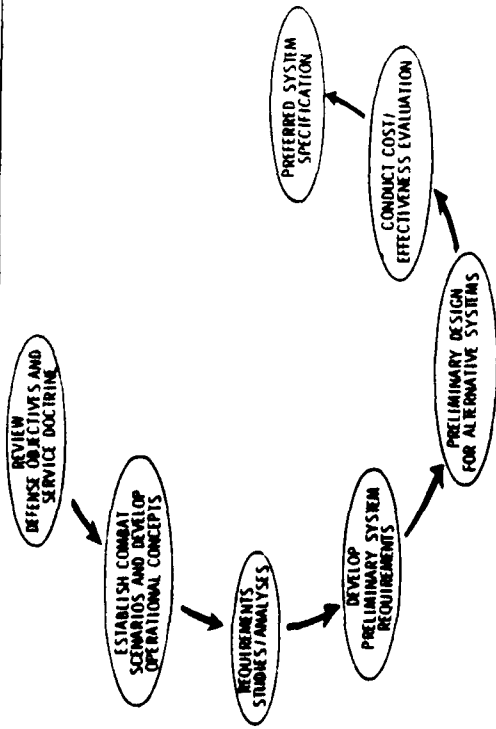 REVIEW
DEFENSE OBJECTIVES AND
SERVICE DOCTRINE
ESTABLISH COMBAT
SCENARIOS AND DEVELOP
OPERATIONAL CONCEPTS
REQUIREMENTS
STUDIES/ANALYSES
DEVELOP
PRELIMINARY SYSTEM
REQUIREMENTS
PRELIMINARY DESIGN
FOR ALTERNATIVE SYSTEMS
CONDUCT COST/
EFFECTIVENESS EVALUATION
PREFERRED SYSTEM
SPECIFICATION